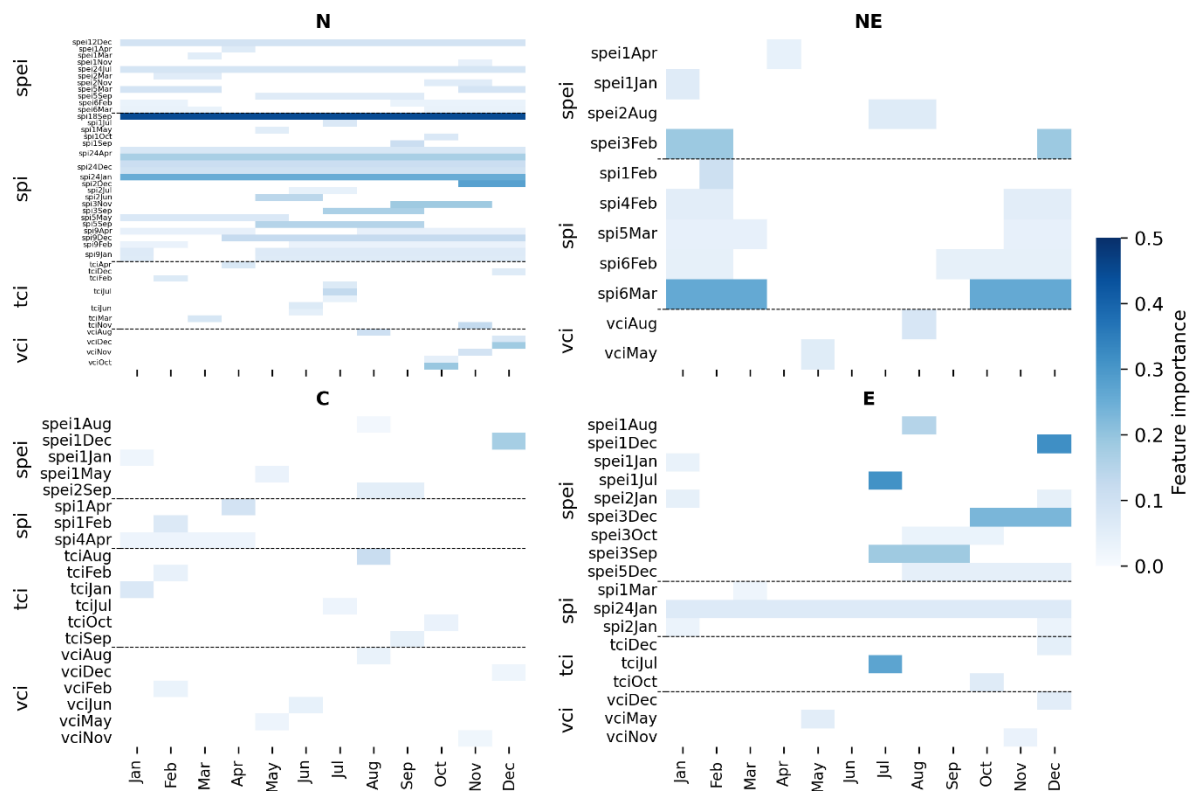 N
spei
spei12Dec
spei1Apr
spei1Mar
spei1Nov
spei24Jul
spei2Mar
spei2Nov
spei5Mar
spei5Sep
spei6Feb
spei6Mar
spi
spi18Sep
spi1Jul
spi1May
spi1Oct
spi1Sep
spi24Apr
spi24Dec
spi24Jan
spi2Dec
spi2Jul
spi2Jun
spi3Nov
spi3Sep
spi5May
spi5Sep
spi9Apr
spi9Dec
spi9Feb
spi9Jan
tci
tciApr
tciDec
tciFeb
tciJul
tciJun
tciMar
tciNov
vci
vciAug
vciDec
vciNov
vciOct
NE
spei
spei1Apr
spei1Jan
spei2Aug
spei3Feb
spi
spi1Feb
spi4Feb
spi5Mar
spi6Feb
spi6Mar
vci
vciAug
vciMay
C
spei
spei1Aug
spei1Dec
spei1Jan
spei1May
spei2Sep
spi
spi1Apr
spi1Feb
spi4Apr
tci
tciAug
tciFeb
tciJan
tciJul
tciOct
tciSep
vci
vciAug
vciDec
vciFeb
vciJun
vciMay
vciNov
Jan Feb Mar Apr May Jun Jul Aug Sep Oct Nov Dec
E
spei
spei1Aug
spei1Dec
spei1Jan
spei1Jul
spei2Jan
spei3Dec
spei3Oct
spei3Sep
spei5Dec
spi
spi1Mar
spi24Jan
spi2Jan
tci
tciDec
tciJul
tciOct
vci
vciDec
vciMay
vciNov
Jan Feb Mar Apr May Jun Jul Aug Sep Oct Nov Dec
0.5
0.4
0.3
0.2
0.1
0.0
Feature importance